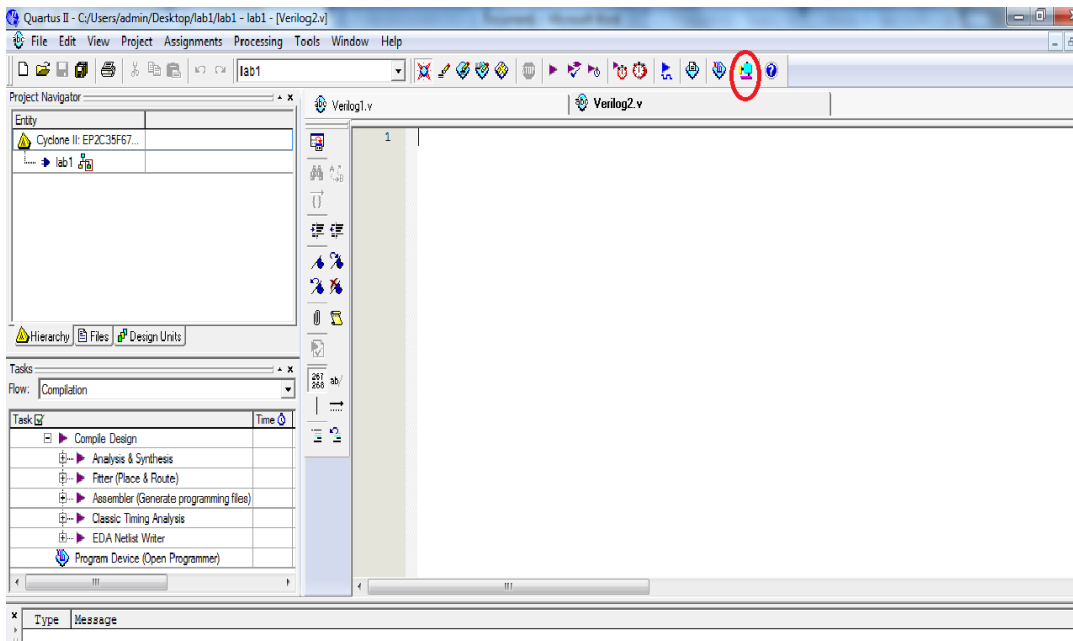 Quartus II - C:/Users/admin/Desktop/lab1/lab1 - lab1 - [Verilog2.v]
File Edit View Project Assignments Processing Tools Window Help
lab1
Project Navigator
Entity
Cyclone II: EP2C35F67...
lab1
Hierarchy Files Design Units
Tasks
Flow: Compilation
Task Time
Compile Design
Analysis & Synthesis
Fitter (Place & Route)
Assembler (Generate programming files)
Classic Timing Analysis
EDA Netlist Writer
Program Device (Open Programmer)
Verilog1.v Verilog2.v
267
268 ab/
1
Type Message